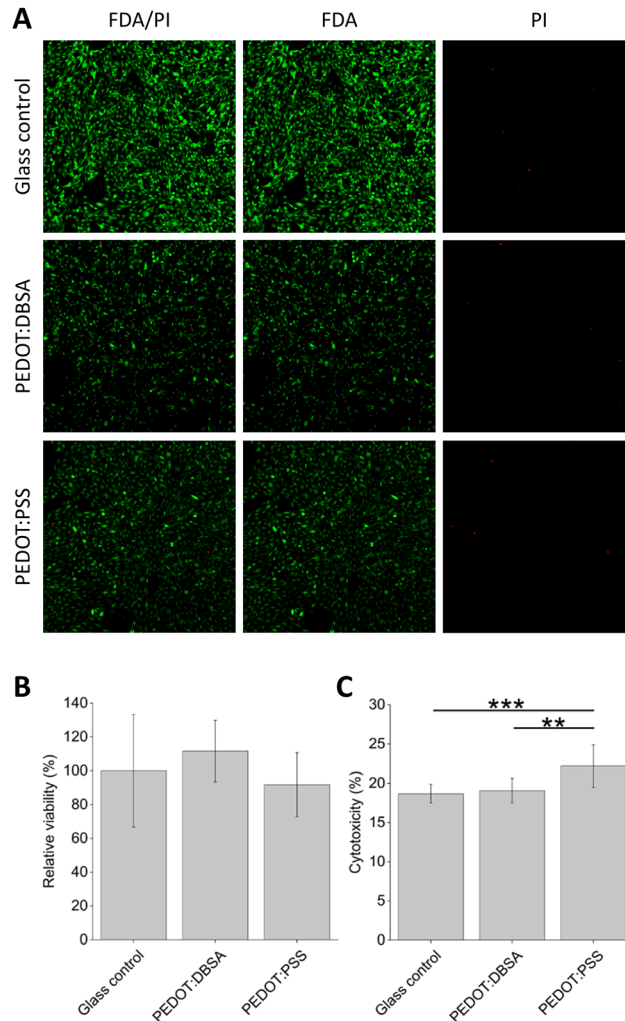 A
FDA/PI
FDA
PI
Glass control
PEDOT:DBSA
PEDOT:PSS
B
Relative viability (%)
140
120
100
80
60
40
20
0
Glass control
PEDOT:DBSA
PEDOT:PSS
C
Cytotoxicity (%)
30
25
20
15
10
5
0
***
**
Glass control
PEDOT:DBSA
PEDOT:PSS